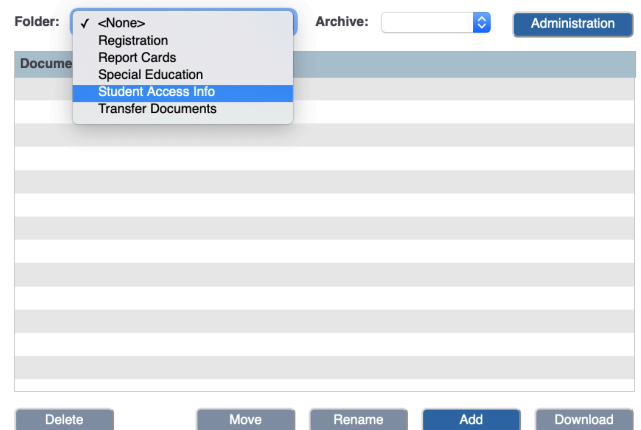 Folder: ✓ <None> Archive: Administration
Registration
Report Cards
Special Education
Student Access Info
Transfer Documents
Docume
Delete Move Rename Add Download